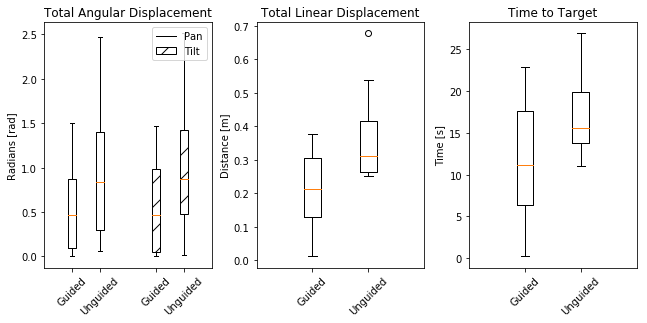 Total Angular Displacement
Total Linear Displacement
Time to Target
Radians [rad]
2.5
2.0
1.5
1.0
0.5
0.0
Pan
Tilt
Guided
Unguided
Guided
Unguided
Distance [m]
0.7
0.6
0.5
0.4
0.3
0.2
0.1
0.0
Guided
Unguided
Time [s]
25
20
15
10
5
0
Guided
Unguided